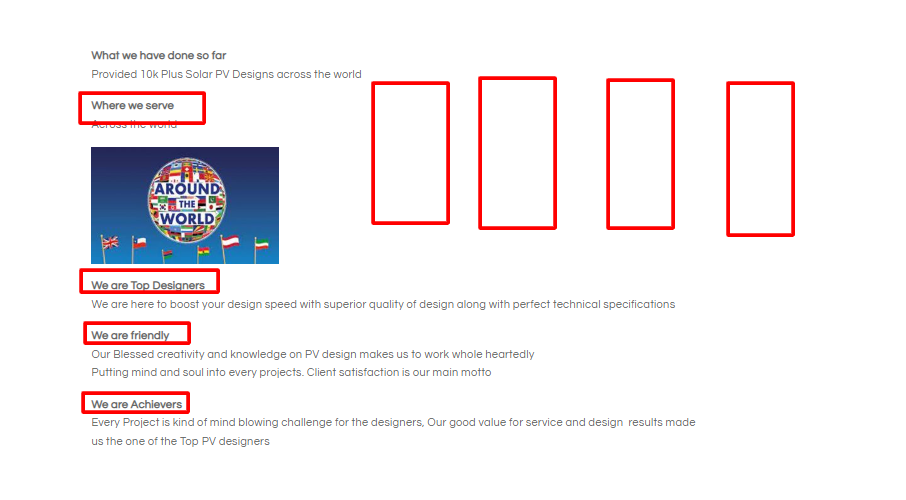 What we have done so far
Provided 10k Plus Solar PV Designs across the world
Where we serve
Across the world
AROUND
THE
WORLD
We are Top Designers
We are here to boost your design speed with superior quality of design along with perfect technical specifications
We are friendly
Our Blessed creativity and knowledge on PV design makes us to work whole heartedly
Putting mind and soul into every projects. Client satisfaction is our main motto
We are Achievers
Every Project is kind of mind blowing challenge for the designers, Our good value for service and design results made
us the one of the Top PV designers